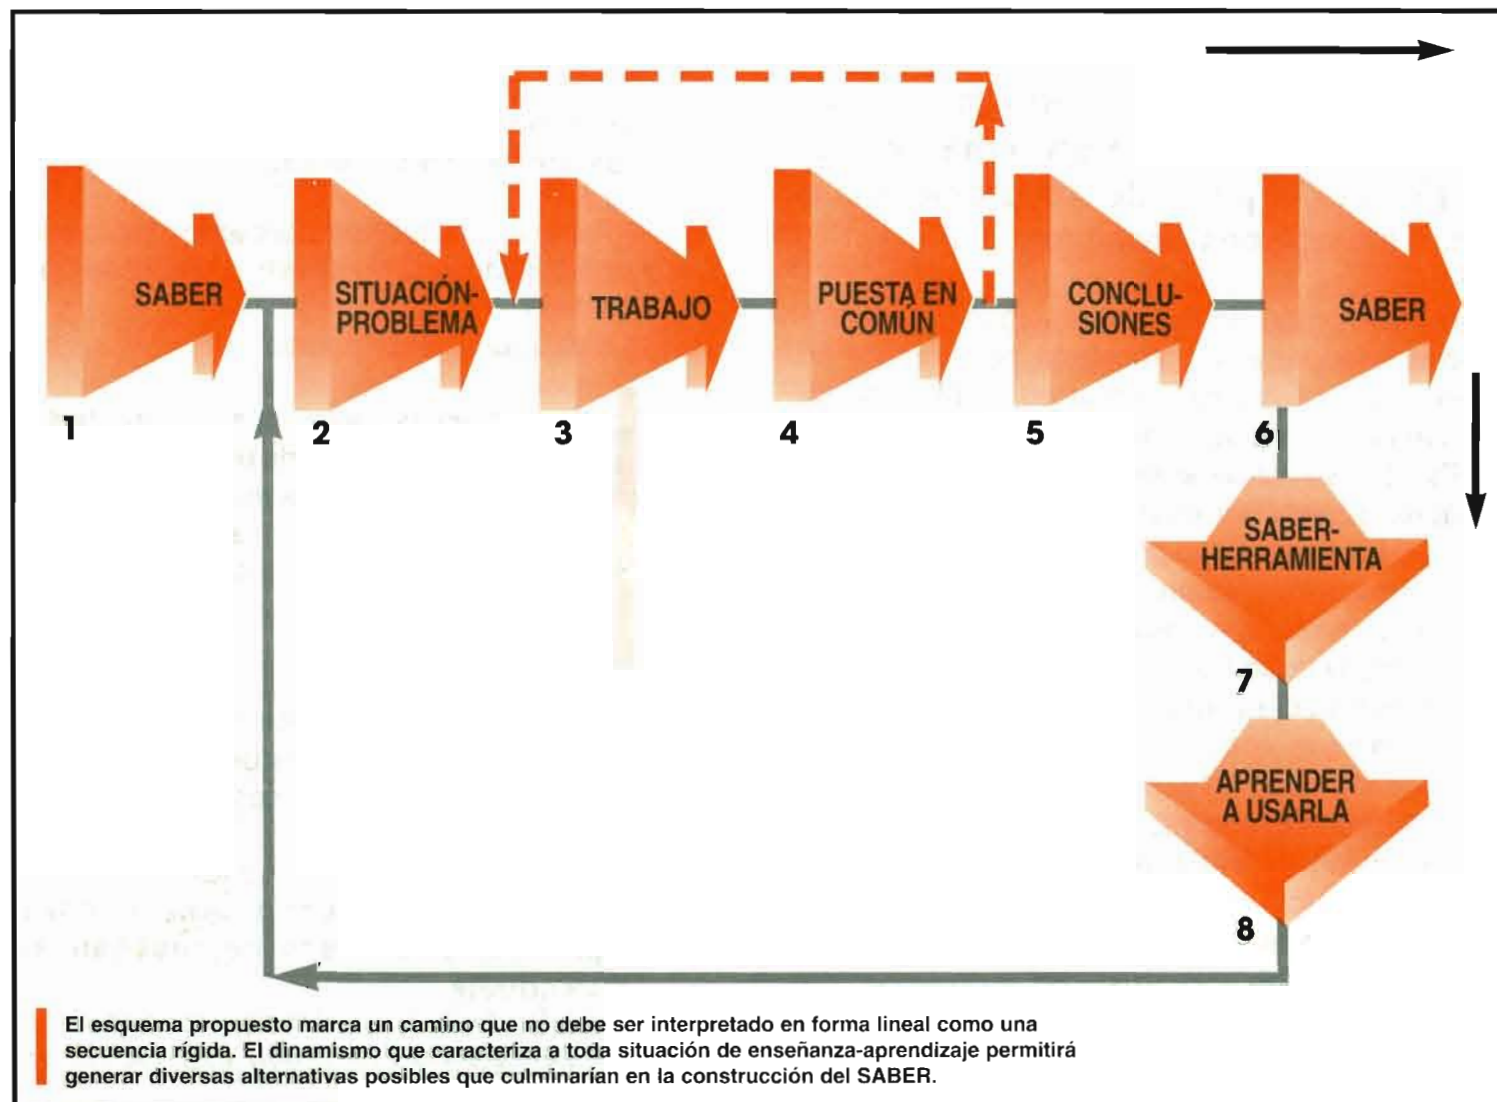 SABER
SITUACIÓN-
PROBLEMA
TRABAJO
PUESTA EN
COMÚN
CONCLU-
SIONES
SABER
1
2
3
4
5
6
SABER-
HERRAMIENTA
7
APRENDER
A USARLA
8
El esquema propuesto marca un camino que no debe ser interpretado en forma lineal como una
secuencia rígida. El dinamismo que caracteriza a toda situación de enseñanza-aprendizaje permitirá
generar diversas alternativas posibles que culminarían en la construcción del SABER.